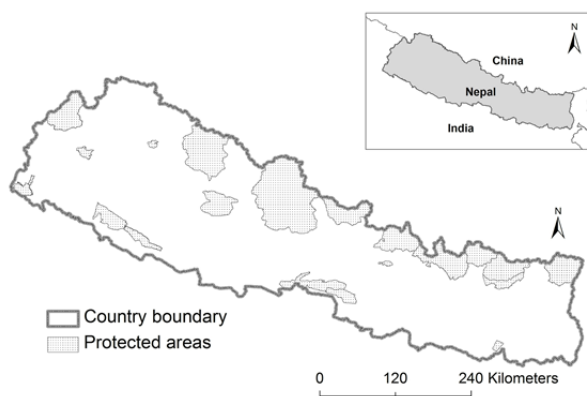 N
China
Nepal
India
N
Country boundary
Protected areas
0 120 240 Kilometers